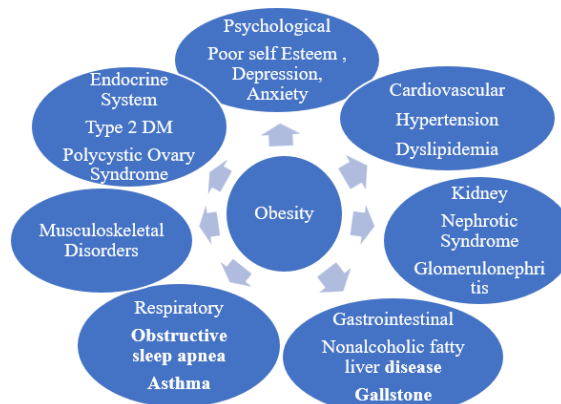 Psychological
Poor self Esteem ,
Depression,
Anxiety
Cardiovascular
Hypertension
Dyslipidemia
Kidney
Nephrotic
Syndrome
Glomerulonephri
tis
Gastrointestinal
Nonalcoholic fatty
liver disease
Gallstone
Respiratory
Obstructive
sleep apnea
Asthma
Musculoskeletal
Disorders
Endocrine
System
Type 2 DM
Polycystic Ovary
Syndrome
Obesity